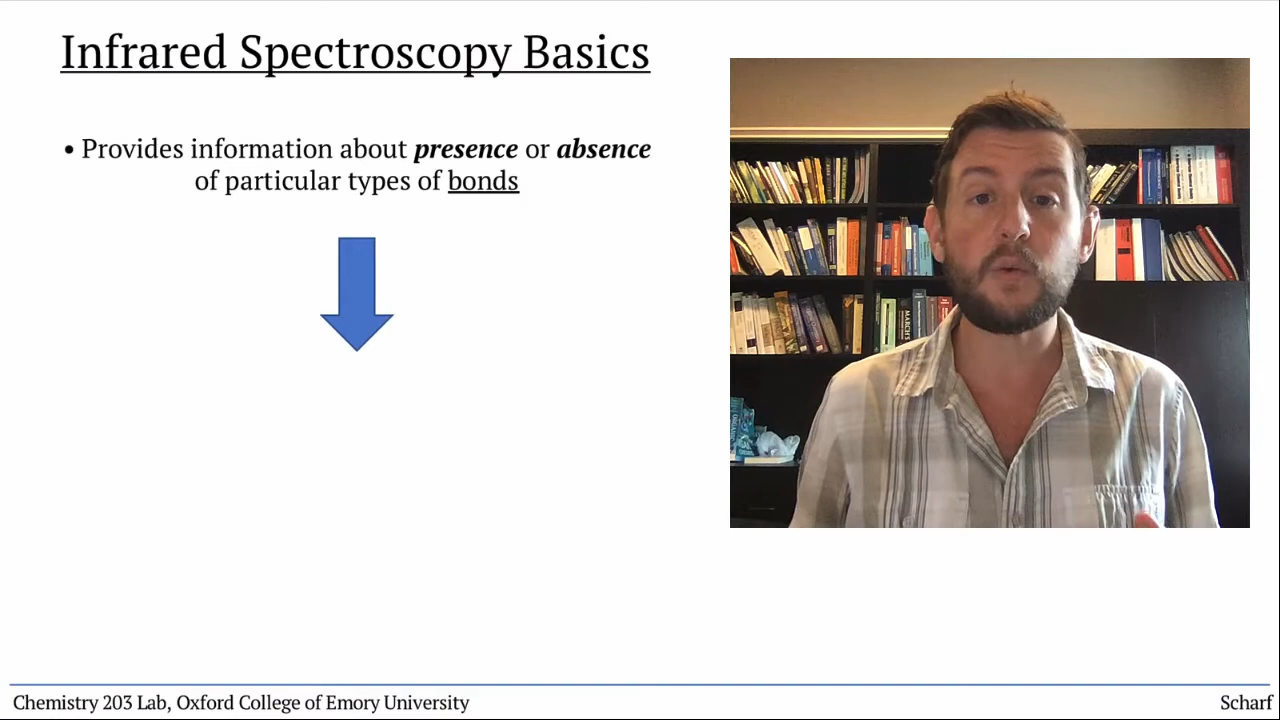 Infrared Spectroscopy Basics
• Provides information about presence or absence
of particular types of bonds
MARCH'S
Chemistry 203 Lab, Oxford College of Emory University
Scharf